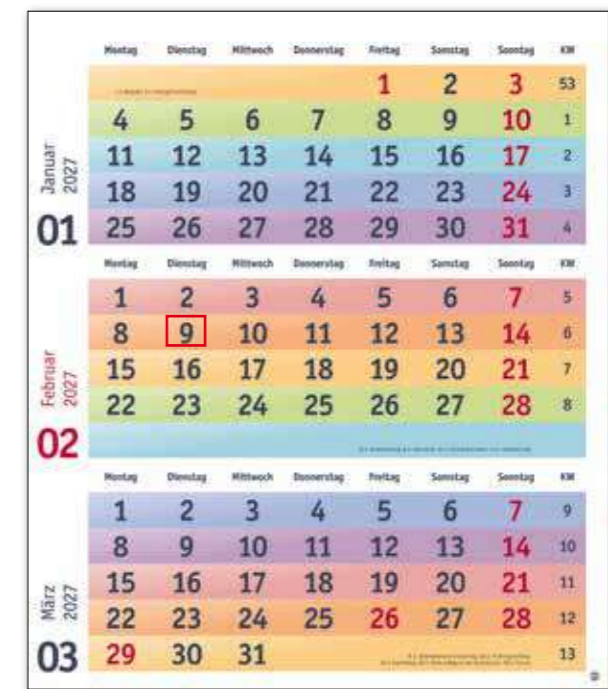 Montag Dienstag Mittwoch Donnerstag Freitag Samstag Sonntag KW
1 2 3 53
4 5 6 7 8 9 10 1
11 12 13 14 15 16 17 2
18 19 20 21 22 23 24 3
25 26 27 28 29 30 31 4
Januar
2027
01
Montag Dienstag Mittwoch Donnerstag Freitag Samstag Sonntag KW
1 2 3 4 5 6 7 5
8 9 10 11 12 13 14 6
15 16 17 18 19 20 21 7
22 23 24 25 26 27 28 8
Februar
2027
02
Montag Dienstag Mittwoch Donnerstag Freitag Samstag Sonntag KW
1 2 3 4 5 6 7 9
8 9 10 11 12 13 14 10
15 16 17 18 19 20 21 11
22 23 24 25 26 27 28 12
29 30 31 13
März
2027
03